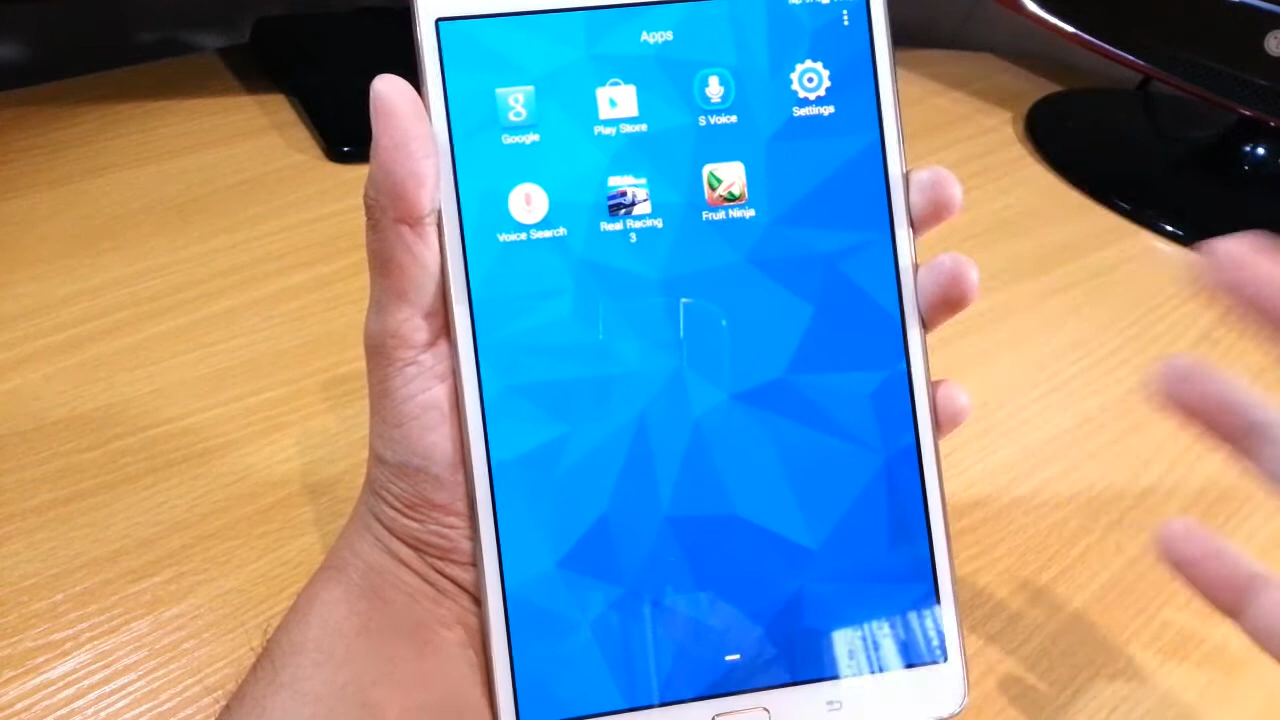 Apps
Google
Play Store
S Voice
Settings
Voice Search
Real Racing
3
Fruit Ninja